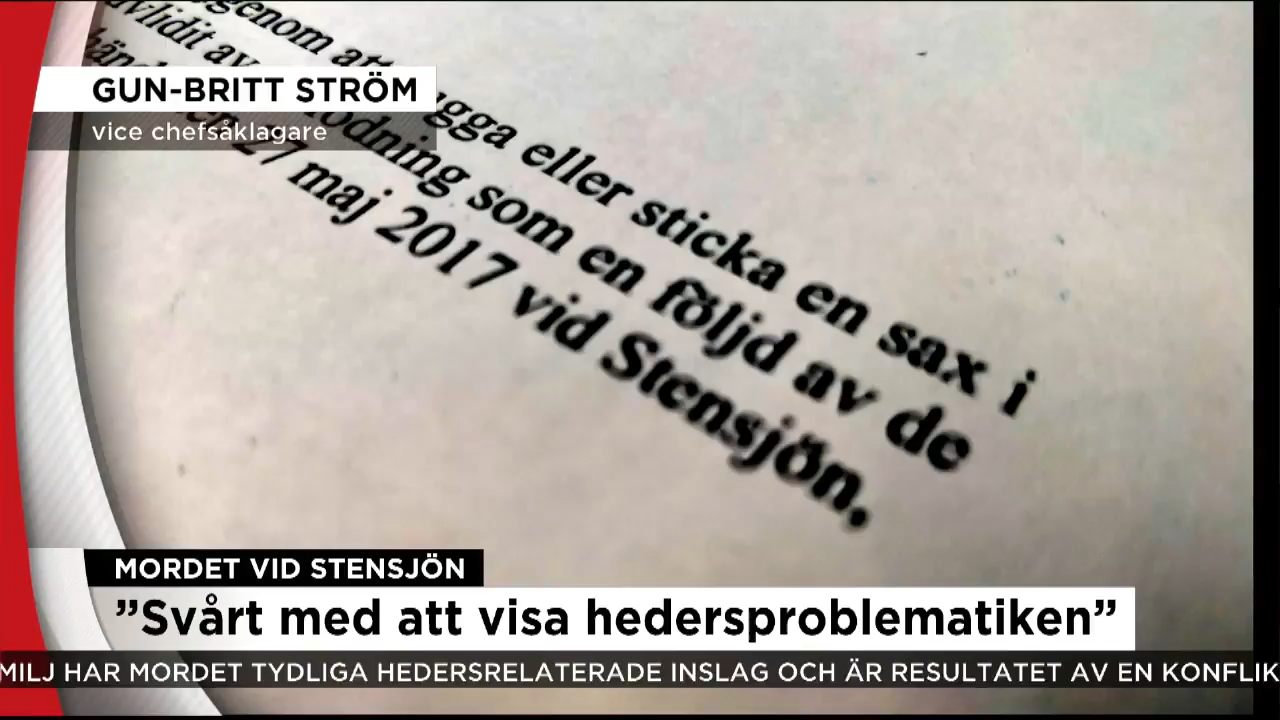 genom att
avlidit av
GUN-BRITT STRÖM
vice chefsåklagare
eller sticka en sax i
som en följd av de
27 maj 2017 vid Stensjön.
MORDET VID STENSJÖN
”Svårt med att visa hedersproblematiken”
MILJ HAR MORDET TYDLIGA HEDERSRELATERADE INSLAG OCH ÄR RESULTATET AV EN KONFLIK